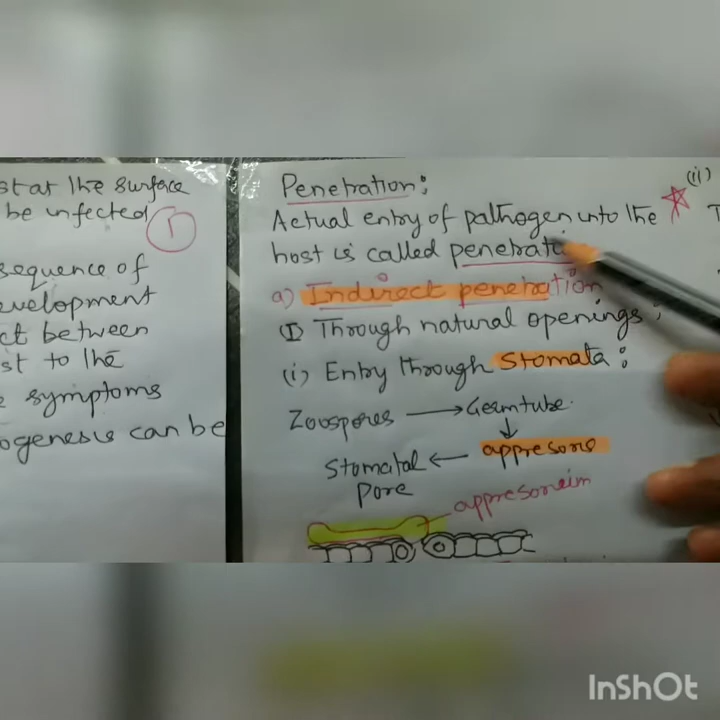 st at the surface
be infected
1
sequence of
evelopment
ct between
st to the
symptoms
ogenesis can be
Penetration:
Actual entry of pathogen into the
host is called penetrati
a) Indirect penetration
(I) Through natural openings;
(i) Entry through Stomata:
Zoospores → Germtube
↓
Stomatal ← appresoria
Pore
appresorium
(i)
InShOt